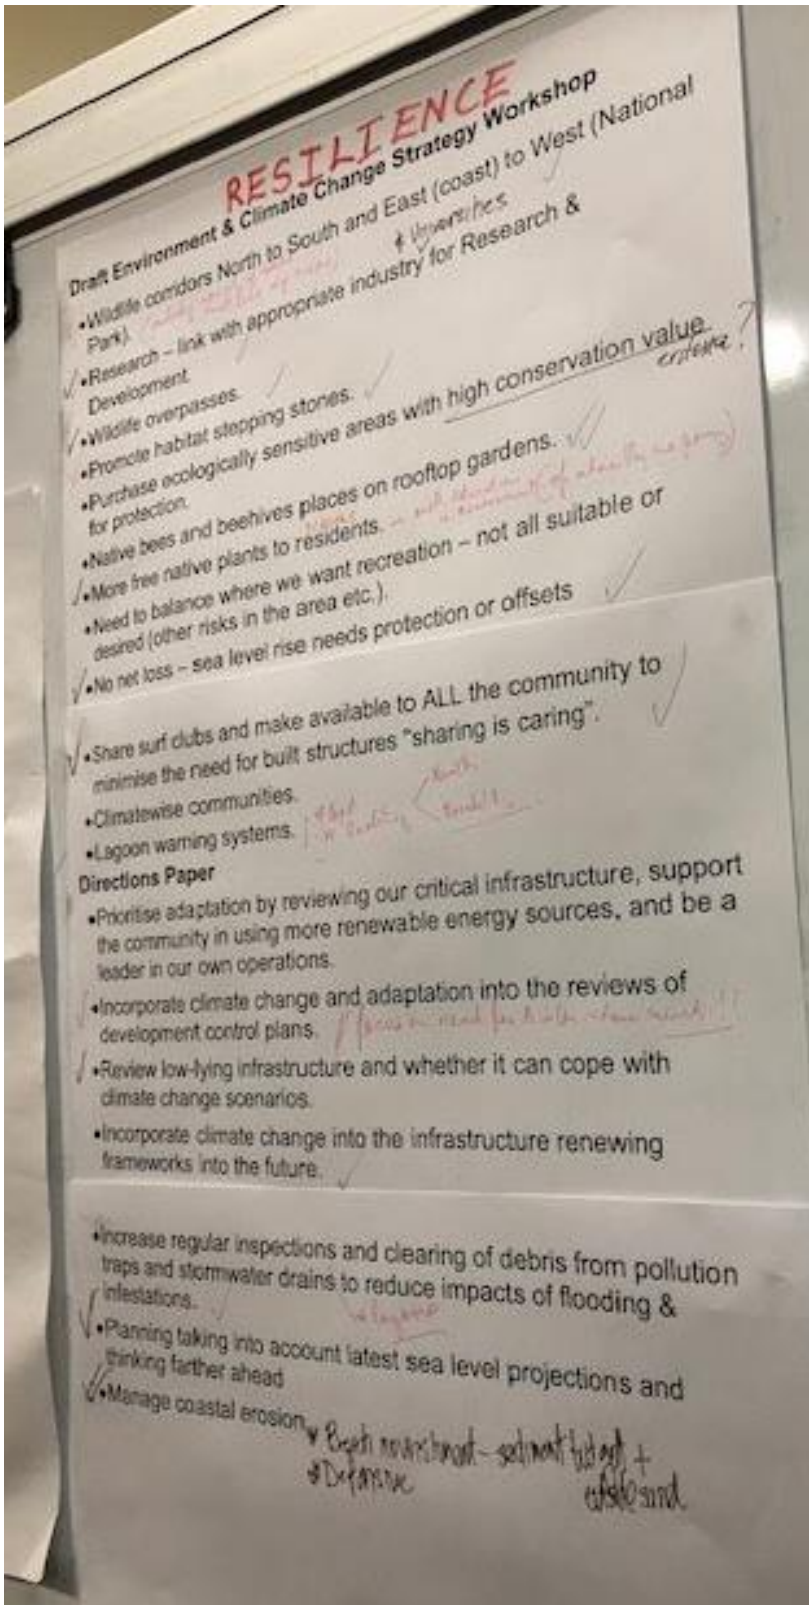 RESILIENCE
Draft Environment & Climate Change Strategy Workshop
•Wildlife corridors North to South and East (coast) to West (National
Park).
& Universities
•Research – link with appropriate industry for Research &
Development.
•Wildlife overpasses.
•Promote habitat stepping stones.
•Purchase ecologically sensitive areas with high conservation value
for protection.
?
•Native bees and beehives places on rooftop gardens.
•More free native plants to residents.
•Need to balance where we want recreation – not all suitable or
desired (other risks in the area etc.).
•No net loss – sea level rise needs protection or offsets
•Share surf clubs and make available to ALL the community to
minimise the need for built structures "sharing is caring".
•Climatewise communities.
•Lagoon warning systems.
Directions Paper
•Prioritise adaptation by reviewing our critical infrastructure, support
the community in using more renewable energy sources, and be a
leader in our own operations.
•Incorporate climate change and adaptation into the reviews of
development control plans.
•Review low-lying infrastructure and whether it can cope with
climate change scenarios.
•Incorporate climate change into the infrastructure renewing
frameworks into the future.
•Increase regular inspections and clearing of debris from pollution
traps and stormwater drains to reduce impacts of flooding &
infestations.
•Planning talking into account latest sea level projections and
thinking farther ahead
•Manage coastal erosion
Beach nourishment – sediment budget +
Defensive
sand